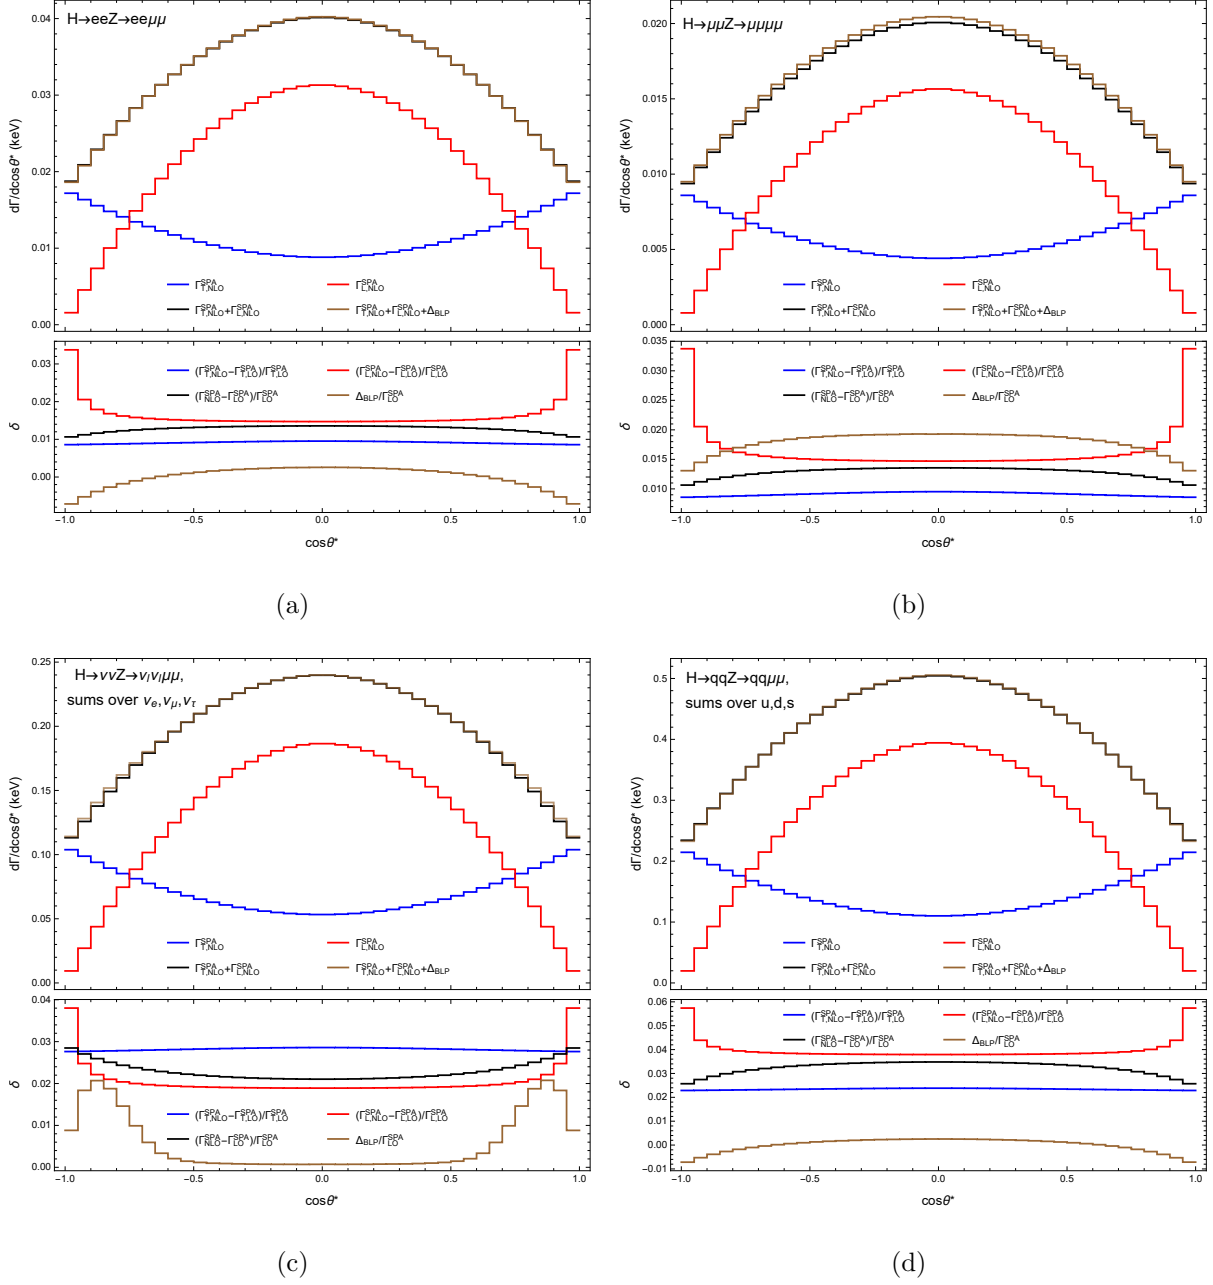 H→eeZ→eeμμ
0.04
0.03
0.02
0.01
0.00
dΓ/dcosθ* (keV)
Γ^SPA_T,NLO
Γ^SPA_L,NLO
Γ^SPA_T,NLO+Γ^SPA_L,NLO
Γ^SPA_T,NLO+Γ^SPA_L,NLO+Δ_BLP
0.03
0.02
0.01
0.00
δ
(Γ^SPA_T,NLO−Γ^SPA_T,LO)/Γ^SPA_T,LO
(Γ^SPA_L,NLO−Γ^SPA_L,LO)/Γ^SPA_L,LO
(Γ^SPA_NLO−Γ^SPA_LO)/Γ^SPA_LO
Δ_BLP/Γ^SPA_LO
−1.0 −0.5 0.0 0.5 1.0
cosθ*
(a)
H→μμZ→μμμμ
0.020
0.015
0.010
0.005
0.000
dΓ/dcosθ* (keV)
Γ^SPA_T,NLO
Γ^SPA_L,NLO
Γ^SPA_T,NLO+Γ^SPA_L,NLO
Γ^SPA_T,NLO+Γ^SPA_L,NLO+Δ_BLP
0.035
0.030
0.025
0.020
0.015
0.010
δ
(Γ^SPA_T,NLO−Γ^SPA_T,LO)/Γ^SPA_T,LO
(Γ^SPA_L,NLO−Γ^SPA_L,LO)/Γ^SPA_L,LO
(Γ^SPA_NLO−Γ^SPA_LO)/Γ^SPA_LO
Δ_BLP/Γ^SPA_LO
−1.0 −0.5 0.0 0.5 1.0
cosθ*
(b)
H→ννZ→ν_lν_lμμ,
sums over ν_e,ν_μ,ν_τ
0.25
0.20
0.15
0.10
0.05
0.00
dΓ/dcosθ* (keV)
Γ^SPA_T,NLO
Γ^SPA_L,NLO
Γ^SPA_T,NLO+Γ^SPA_L,NLO
Γ^SPA_T,NLO+Γ^SPA_L,NLO+Δ_BLP
0.04
0.03
0.02
0.01
0.00
δ
(Γ^SPA_T,NLO−Γ^SPA_T,LO)/Γ^SPA_T,LO
(Γ^SPA_L,NLO−Γ^SPA_L,LO)/Γ^SPA_L,LO
(Γ^SPA_NLO−Γ^SPA_LO)/Γ^SPA_LO
Δ_BLP/Γ^SPA_LO
−1.0 −0.5 0.0 0.5 1.0
cosθ*
(c)
H→qqZ→qqμμ,
sums over u,d,s
0.5
0.4
0.3
0.2
0.1
0.0
dΓ/dcosθ* (keV)
Γ^SPA_T,NLO
Γ^SPA_L,NLO
Γ^SPA_T,NLO+Γ^SPA_L,NLO
Γ^SPA_T,NLO+Γ^SPA_L,NLO+Δ_BLP
0.06
0.05
0.04
0.03
0.02
0.01
0.00
−0.01
δ
(Γ^SPA_T,NLO−Γ^SPA_T,LO)/Γ^SPA_T,LO
(Γ^SPA_L,NLO−Γ^SPA_L,LO)/Γ^SPA_L,LO
(Γ^SPA_NLO−Γ^SPA_LO)/Γ^SPA_LO
Δ_BLP/Γ^SPA_LO
−1.0 −0.5 0.0 0.5 1.0
cosθ*
(d)